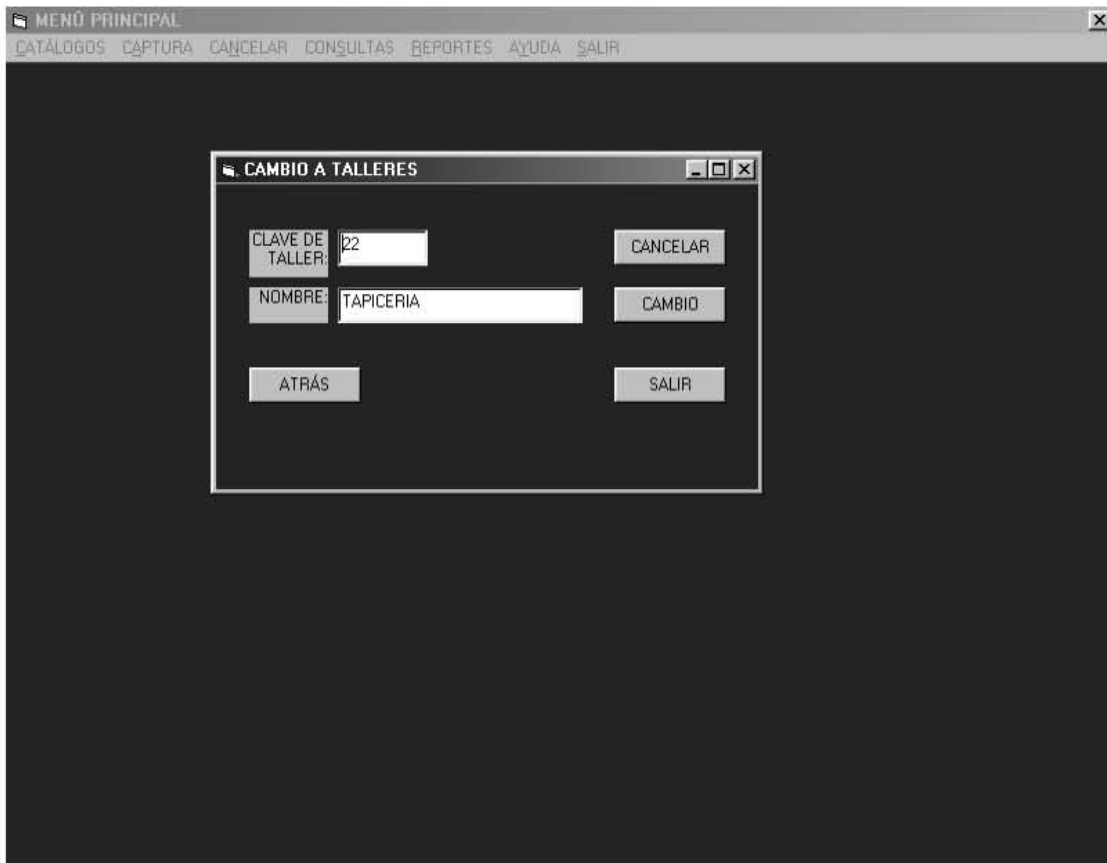 MENÚ PRINCIPAL
CATÁLOGOS CAPTURA CANCELAR CONSULTAS REPORTES AYUDA SALIR
CAMBIO A TALLERES
CLAVE DE
TALLER:
22
CANCELAR
NOMBRE:
TAPICERIA
CAMBIO
ATRÁS
SALIR